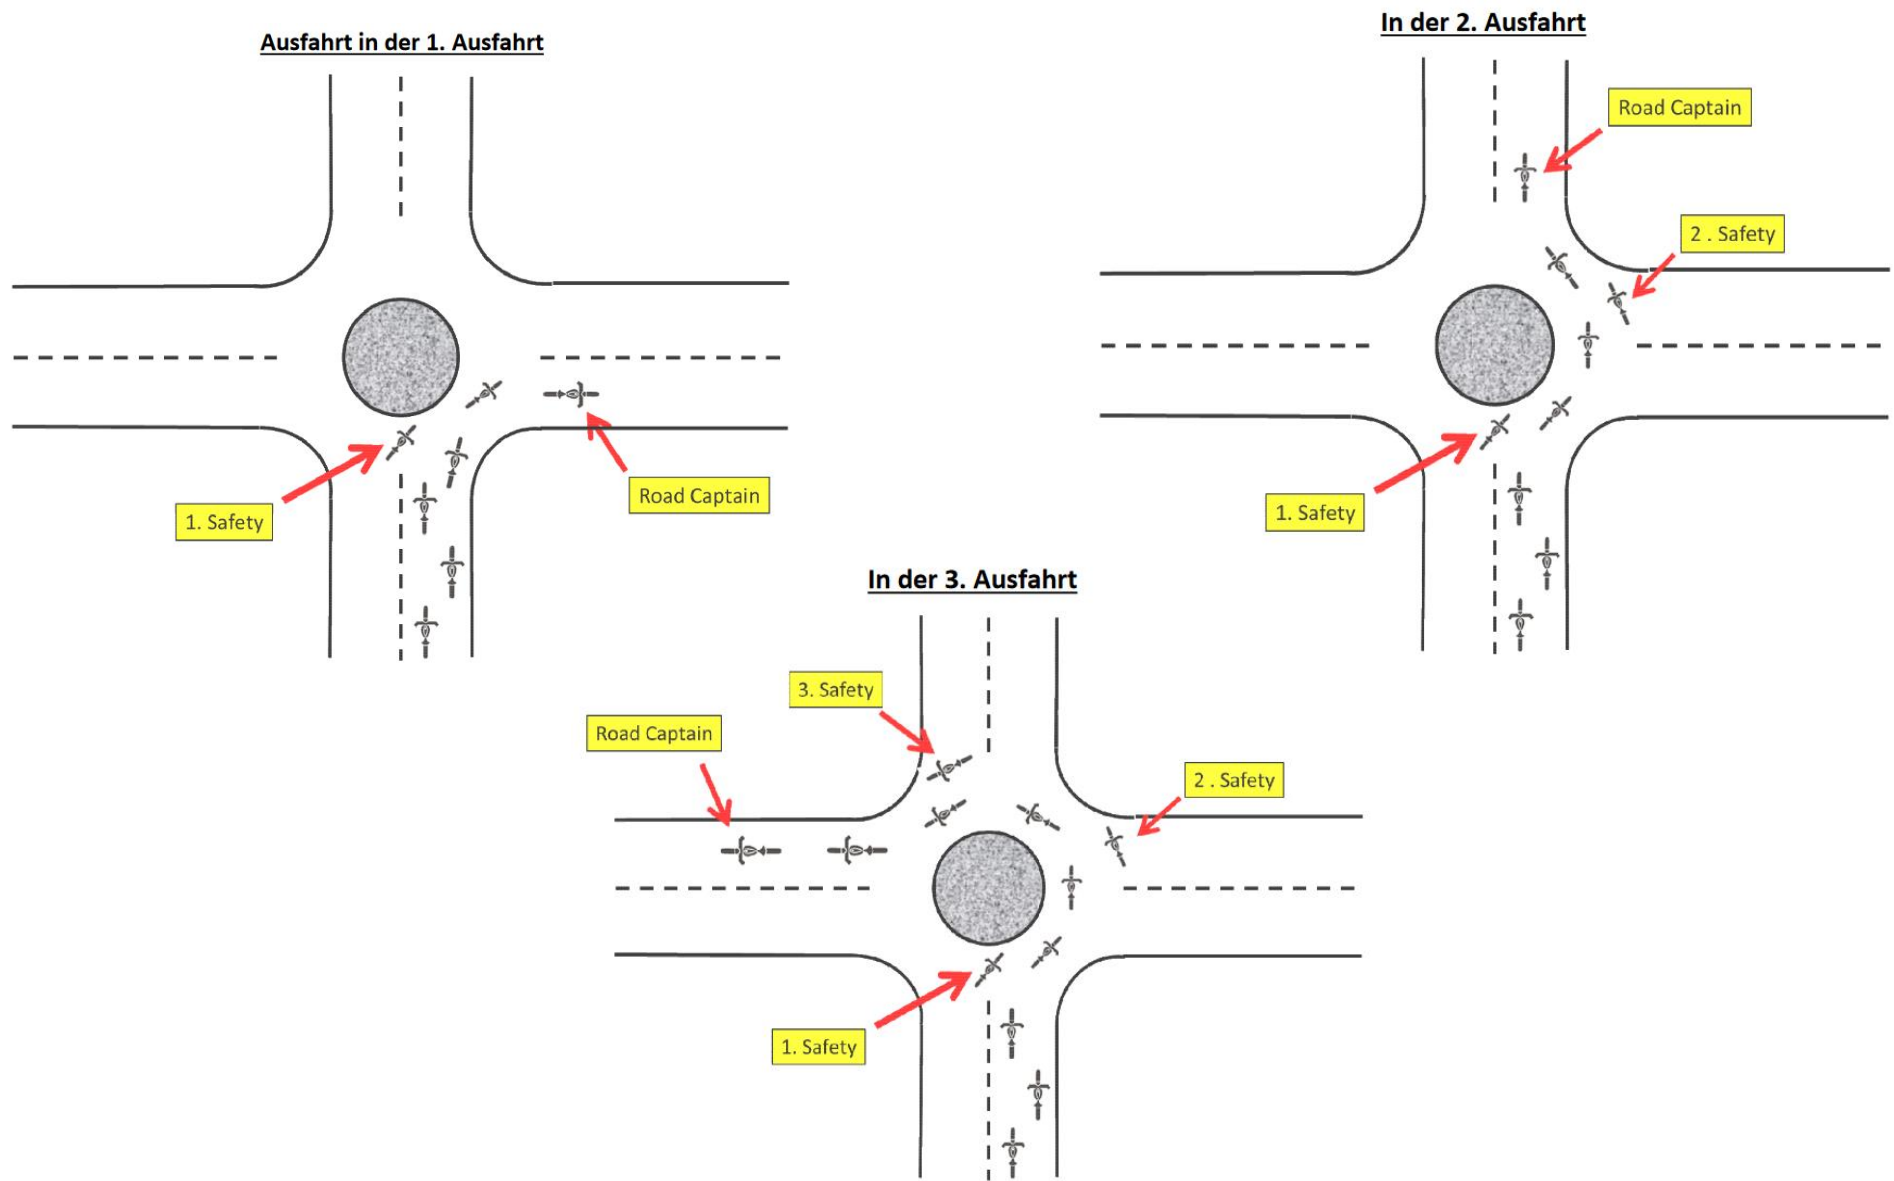 Ausfahrt in der 1. Ausfahrt
Road Captain
1. Safety
In der 2. Ausfahrt
Road Captain
2 . Safety
1. Safety
In der 3. Ausfahrt
3. Safety
Road Captain
2 . Safety
1. Safety